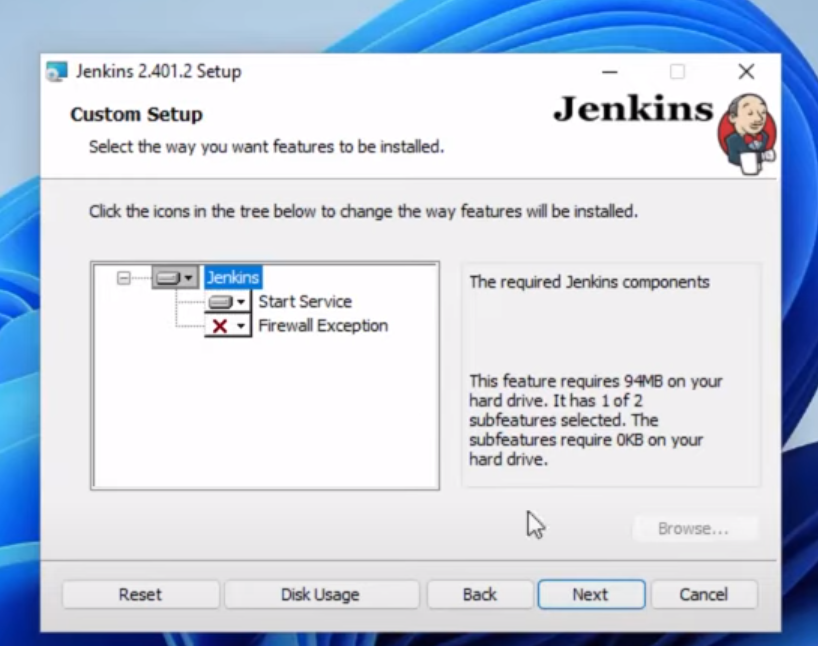 Jenkins 2.401.2 Setup
Custom Setup
Jenkins
Select the way you want features to be installed.
Click the icons in the tree below to change the way features will be installed.
Jenkins
Start Service
Firewall Exception
The required Jenkins components
This feature requires 94MB on your
hard drive. It has 1 of 2
subfeatures selected. The
subfeatures require 0KB on your
hard drive.
Browse...
Reset
Disk Usage
Back
Next
Cancel